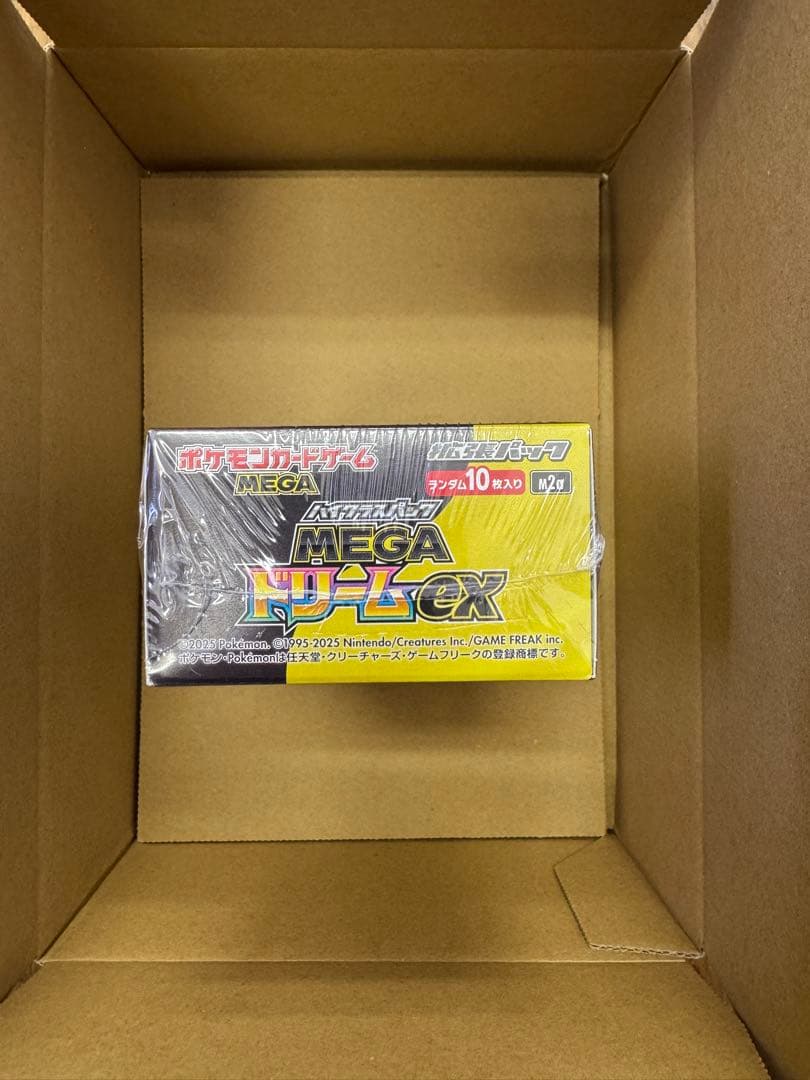 ポケモンカードゲーム
MEGA
拡張パック
ランダム10枚入り
M2a
ハイクラスパック
MEGA
ドリームex
©2025 Pokémon. ©1995-2025 Nintendo/Creatures Inc./GAME FREAK inc.
ポケモン・Pokémonは任天堂・クリーチャーズ・ゲームフリークの登録商標です。